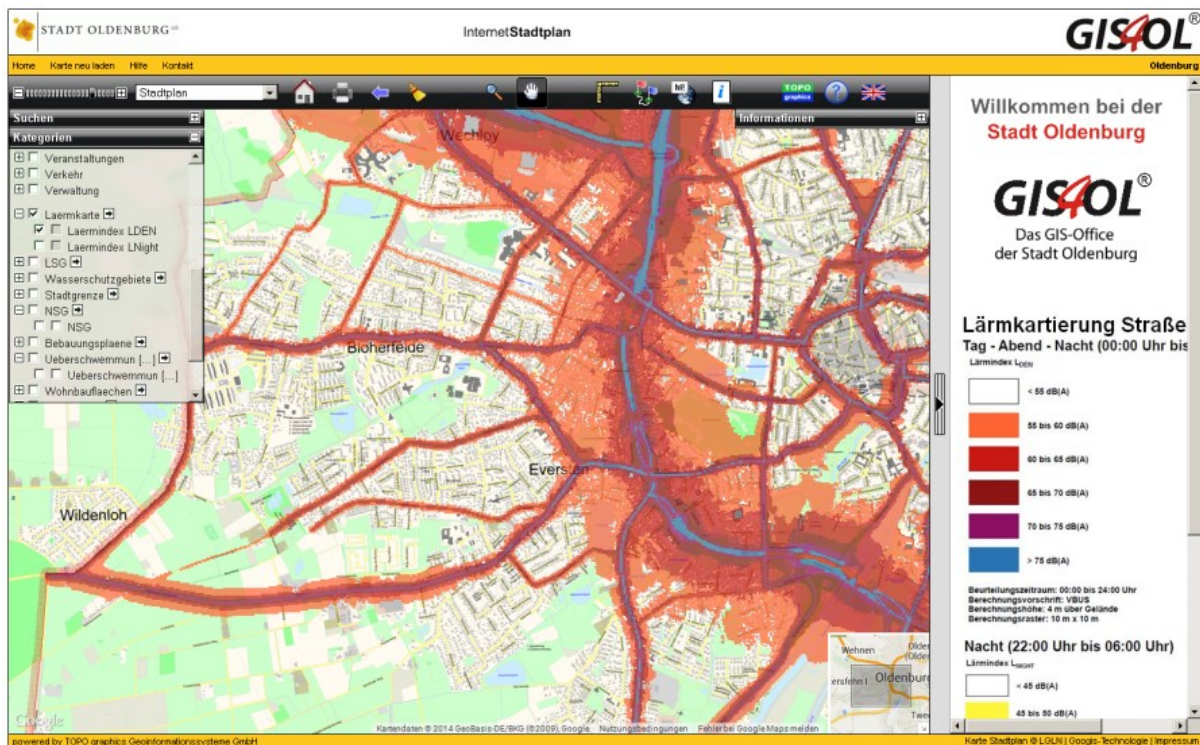 STADT OLDENBURG
InternetStadtplan
GIS4OL®
Home Karte neu laden Hilfe Kontakt
Oldenburg
Stadtplan
hi!
i
TOPO
graphics
?
Suchen
Informationen
Kategorien
Veranstaltungen
Verkehr
Verwaltung
Laermkarte
Laermindex LDEN
Laermindex LNight
LSG
Wasserschutzgebiete
Stadtgrenze
NSG
NSG
Bebauungsplaene
Ueberschwemmun [...]
Ueberschwemmun [...]
Wohnbauflaechen
Wechloy
Bloherfelde
Eversten
Wildenloh
Wehnen
Oldenburg
Google
Kartendaten © 2014 GeoBasis-DE/BKG (©2009), Google Nutzungsbedingungen Fehler bei Google Maps melden
Willkommen bei der
Stadt Oldenburg
GIS4OL®
Das GIS-Office
der Stadt Oldenburg
Lärmkartierung Straße
Tag - Abend - Nacht (00:00 Uhr bis
Lärmindex LDEN
< 55 dB(A)
55 bis 60 dB(A)
60 bis 65 dB(A)
65 bis 70 dB(A)
70 bis 75 dB(A)
> 75 dB(A)
Beurteilungszeitraum: 00:00 bis 24:00 Uhr
Berechnungsvorschrift: VBUS
Berechnungshöhe: 4 m über Gelände
Berechnungsraster: 10 m x 10 m
Nacht (22:00 Uhr bis 06:00 Uhr)
Lärmindex LNIGHT
< 45 dB(A)
45 bis 50 dB(A)
powered by TOPO graphics Geoinformationssysteme GmbH
Karte Stadtplan © LGLN | Googis-Technologie | Impressum